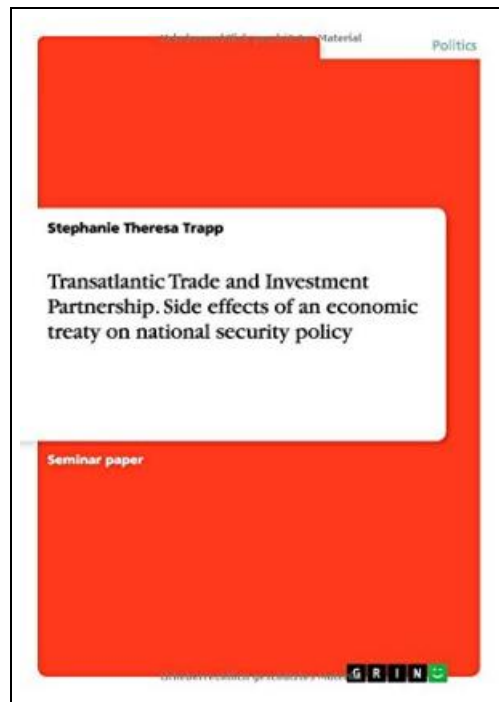 Material
Politics
Stephanie Theresa Trapp
Transatlantic Trade and Investment
Partnership. Side effects of an economic
treaty on national security policy
Seminar paper
GRIN